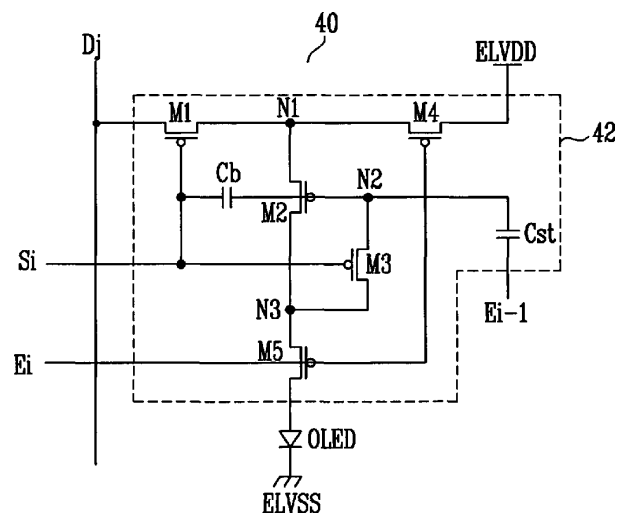 Dj
40
ELVDD
M1
N1
M4
42
Cb
N2
M2
Cst
Si
M3
N3
Ei-1
Ei
M5
OLED
ELVSS